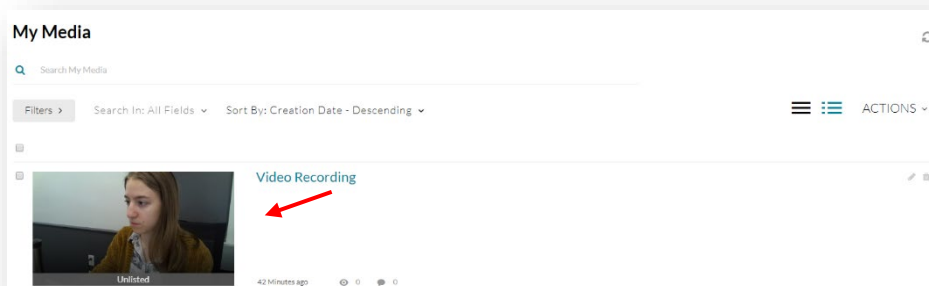 My Media
Search My Media
Filters > Search In: All Fields Sort By: Creation Date - Descending ACTIONS
Video Recording
Unlisted
42 Minutes ago 0 0